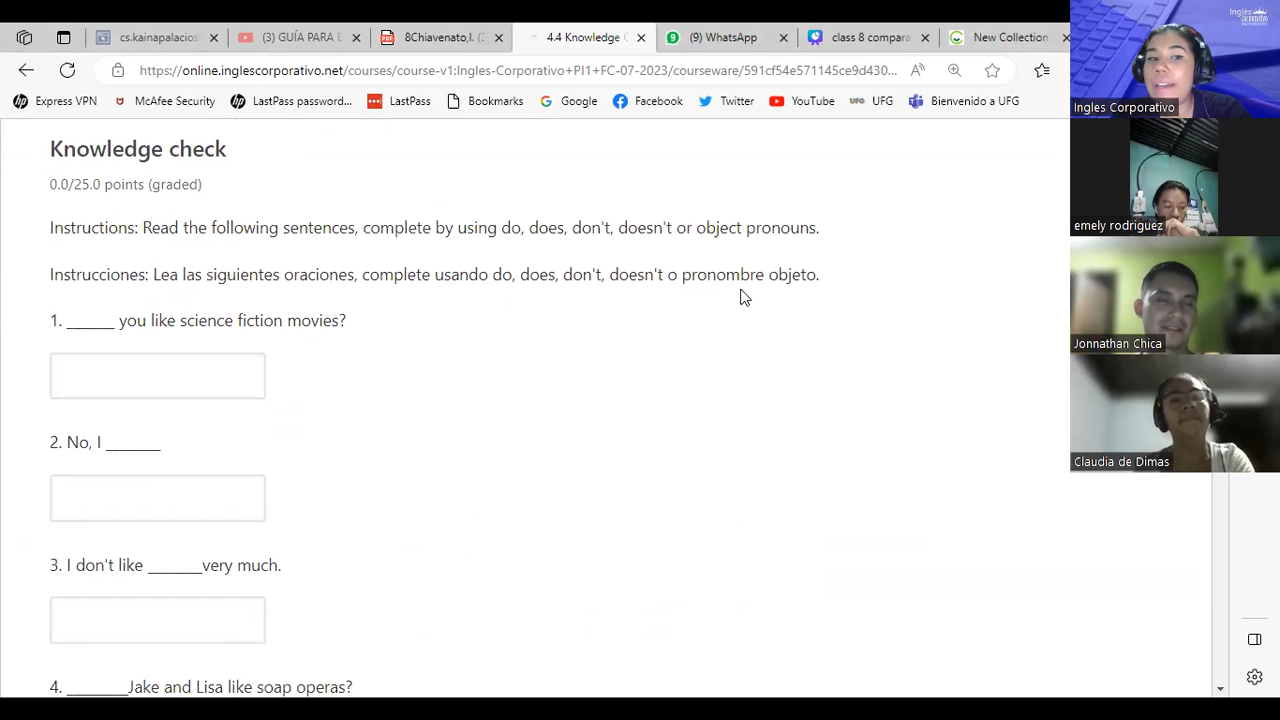 cs.kainapalacios
(3) GUÍA PARA E
8ChiavenatoI. (2
4.4 Knowledge C
(9) WhatsApp
class 8 compara
New Collection
https://online.inglescorporativo.net/courses/course-v1:Ingles-Corporativo+PI1+FC-07-2023/courseware/591cf54e571145ce9d430...
Express VPN
McAfee Security
LastPass password...
LastPass
Bookmarks
Google
Facebook
Twitter
YouTube
UFG
Bienvenido a UFG
Knowledge check
0.0/25.0 points (graded)
Instructions: Read the following sentences, complete by using do, does, don't, doesn't or object pronouns.
Instrucciones: Lea las siguientes oraciones, complete usando do, does, don't, doesn't o pronombre objeto.
1. ______ you like science fiction movies?
2. No, I _______
3. I don't like _______very much.
4. ________Jake and Lisa like soap operas?
Ingles Corporativo
emely rodríguez
Jonnathan Chica
Claudia de Dimas